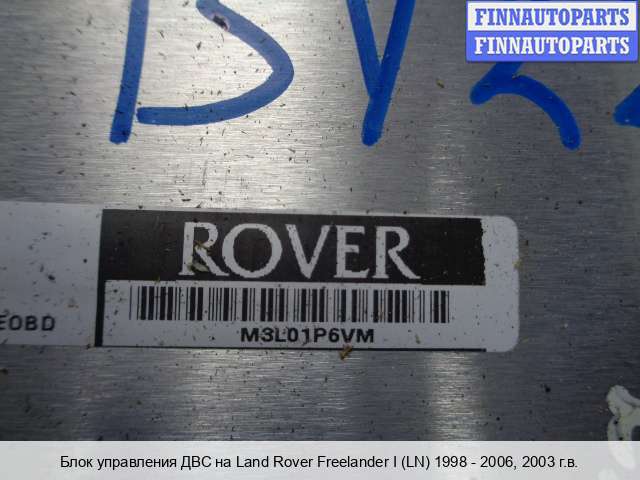 FINNAUTOPARTS
FINNAUTOPARTS
ROVER
EOBD
M3L01P6VM
Блок управления ДВС на Land Rover Freelander I (LN) 1998 - 2006, 2003 г.в.